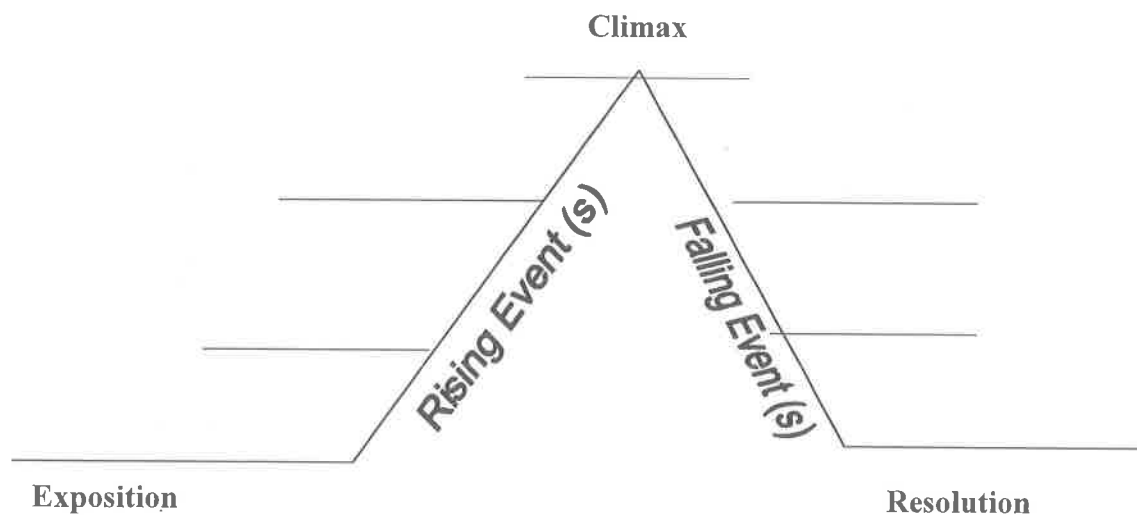 Climax
Rising Event (s)
Falling Event (s)
Exposition
Resolution